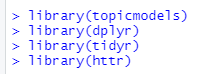 > library(topicmodels)
> library(dplyr)
> library(tidyr)
> library(httr)